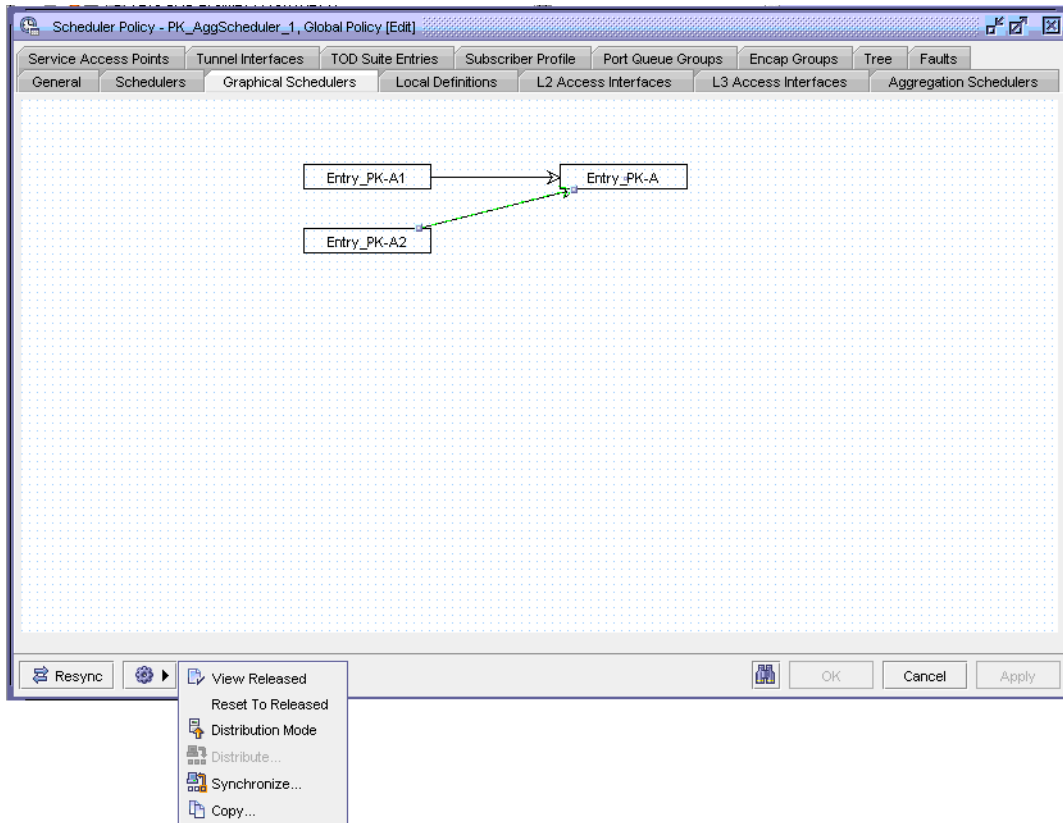 Scheduler Policy - PK_AggScheduler_1, Global Policy [Edit]
Service Access Points Tunnel Interfaces TOD Suite Entries Subscriber Profile Port Queue Groups Encap Groups Tree Faults
General Schedulers Graphical Schedulers Local Definitions L2 Access Interfaces L3 Access Interfaces Aggregation Schedulers
Entry_PK-A1 Entry_PK-A
Entry_PK-A2
Resync OK Cancel Apply
View Released
Reset To Released
Distribution Mode
Distribute...
Synchronize...
Copy...